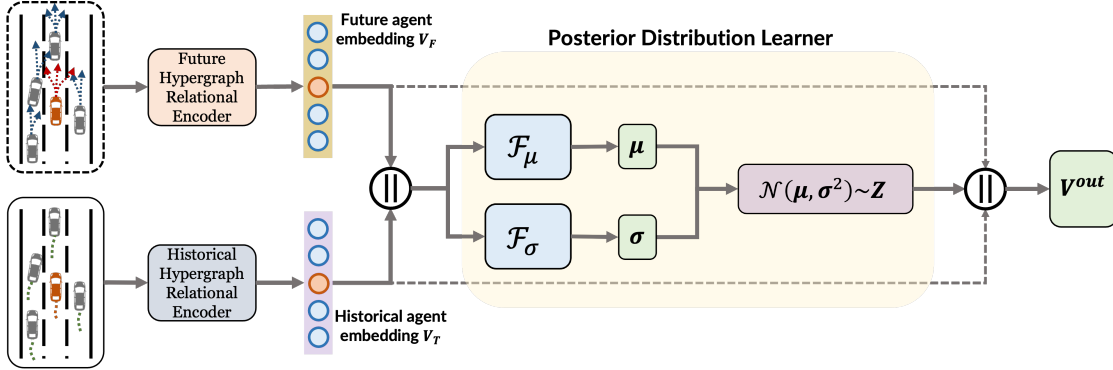 Future agent
embedding V_F
Posterior Distribution Learner
Future
Hypergraph
Relational
Encoder
ℱ_μ
μ
||
𝒩(μ, σ²)~Z
||
V^out
ℱ_σ
σ
Historical
Hypergraph
Relational
Encoder
Historical agent
embedding V_T